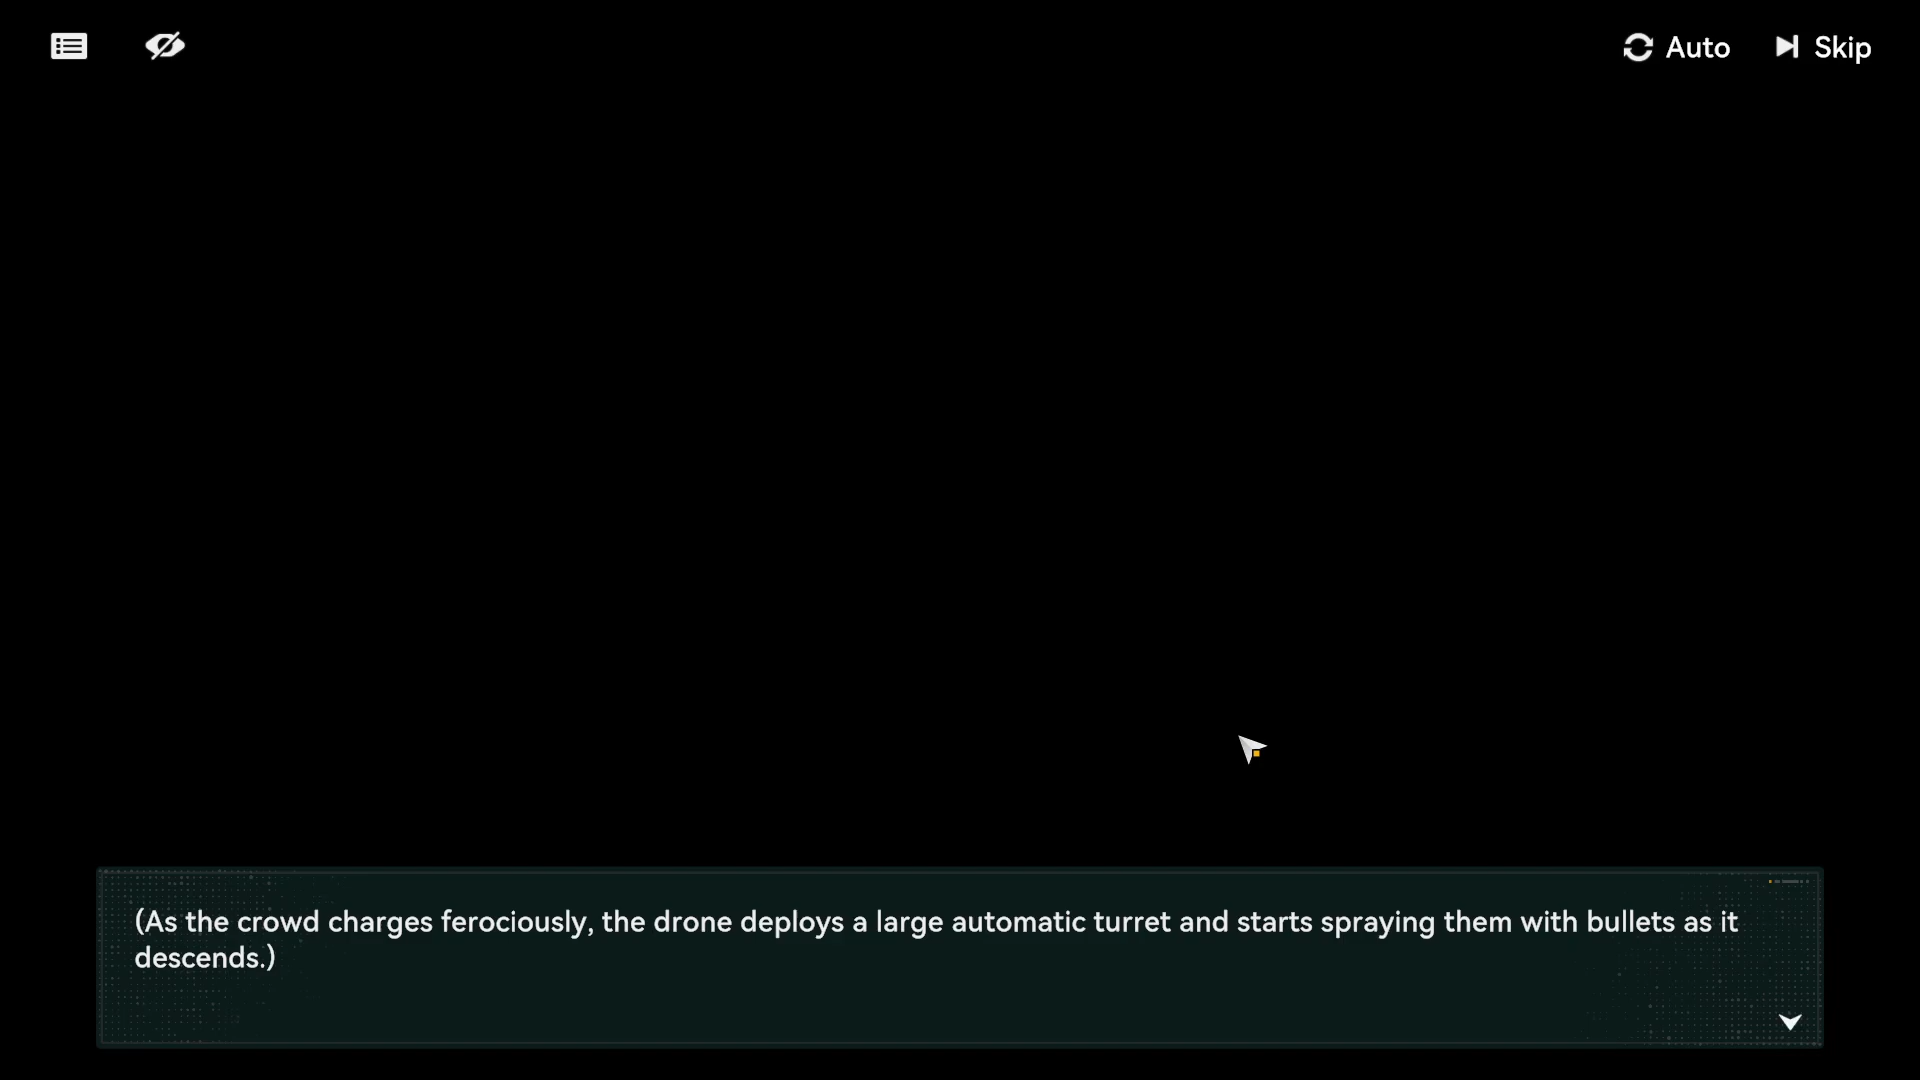 Auto
Skip
(As the crowd charges ferociously, the drone deploys a large automatic turret and starts spraying them with bullets as it
descends.)